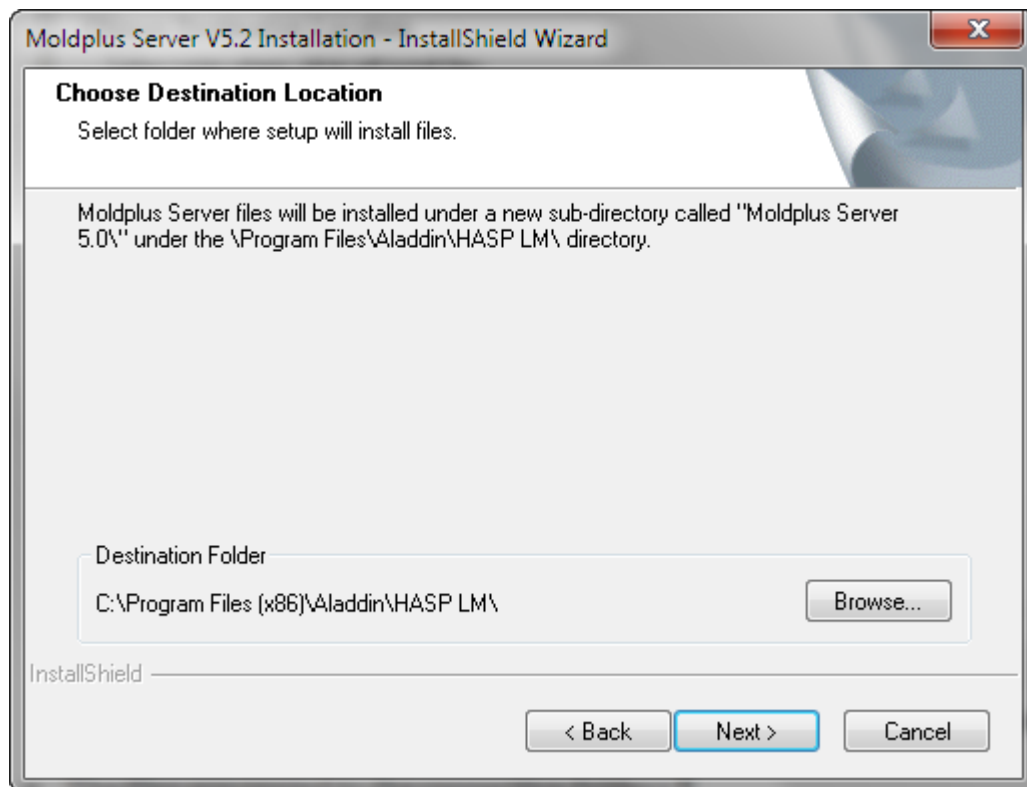 Moldplus Server V5.2 Installation - InstallShield Wizard
Choose Destination Location
Select folder where setup will install files.
Moldplus Server files will be installed under a new sub-directory called "Moldplus Server
5.0\" under the \Program Files\Aladdin\HASP LM\ directory.
Destination Folder
C:\Program Files (x86)\Aladdin\HASP LM\
Browse...
InstallShield
< Back
Next >
Cancel